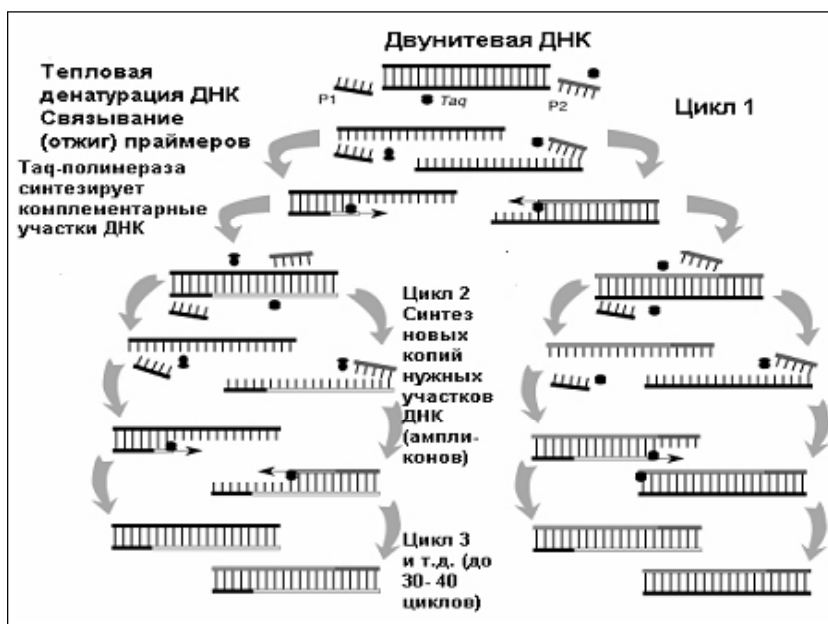 Двунитевая ДНК
Тепловая
денатурация ДНК
Связывание
(отжиг) праймеров
P1
Taq
P2
Цикл 1
Taq-полимераза
синтезирует
комплементарные
участки ДНК
Цикл 2
Синтез
новых
копий
нужных
участков
ДНК
(ампли-
конов)
Цикл 3
и т.д. (до
30- 40
циклов)